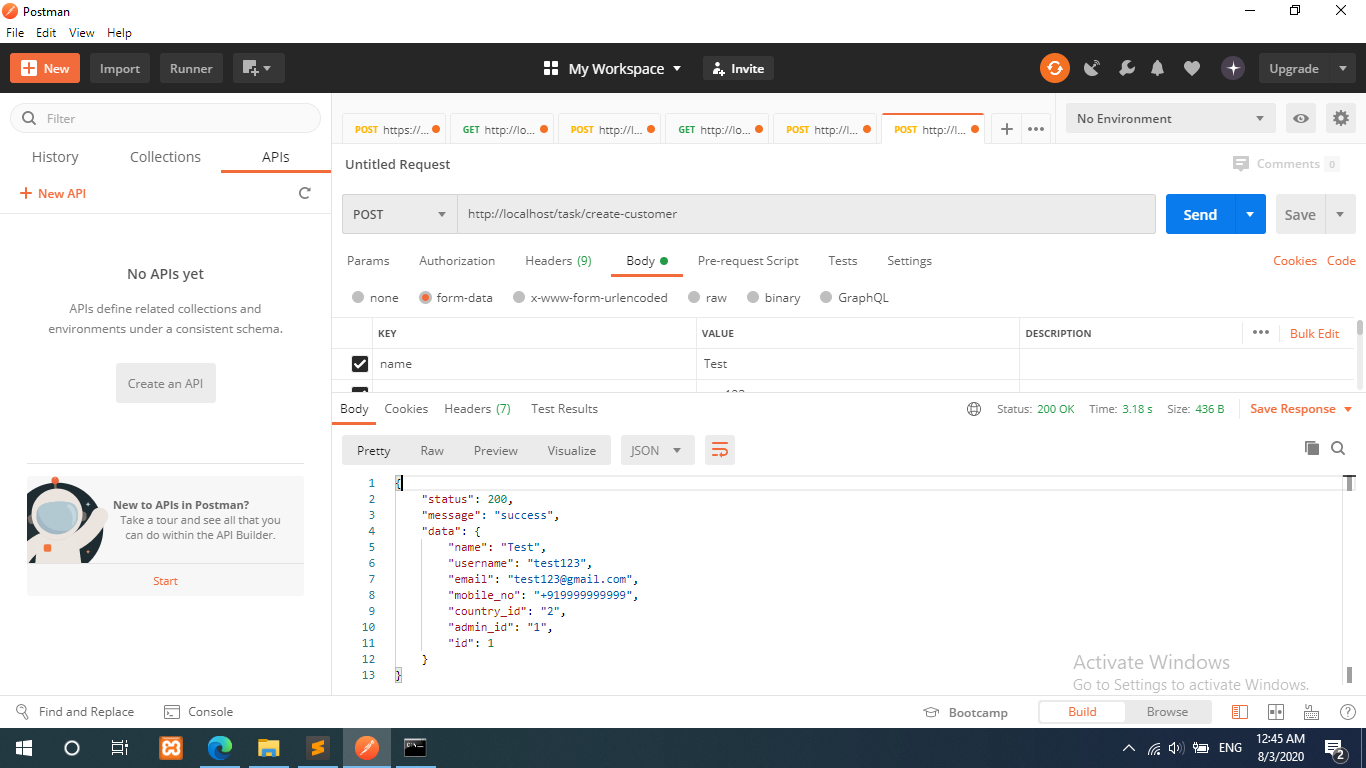 Postman
File Edit View Help
New Import Runner My Workspace Invite Upgrade
Filter
History Collections APIs
New API
No APIs yet
APIs define related collections and
environments under a consistent schema.
Create an API
New to APIs in Postman?
Take a tour and see all that you
can do within the API Builder.
Start
POST https://... GET http://lo... POST http://l... GET http://lo... POST http://l... POST http://l...
No Environment
Untitled Request
Comments 0
POST http://localhost/task/create-customer Send Save
Params Authorization Headers (9) Body Pre-request Script Tests Settings Cookies Code
none form-data x-www-form-urlencoded raw binary GraphQL
KEY VALUE DESCRIPTION Bulk Edit
name Test
Body Cookies Headers (7) Test Results Status: 200 OK Time: 3.18 s Size: 436 B Save Response
Pretty Raw Preview Visualize JSON
1 {
2 "status": 200,
3 "message": "success",
4 "data": {
5 "name": "Test",
6 "username": "test123",
7 "email": "test123@gmail.com",
8 "mobile_no": "+919999999999",
9 "country_id": "2",
10 "admin_id": "1",
11 "id": 1
12 }
13 }
Activate Windows
Go to Settings to activate Windows.
Find and Replace Console Bootcamp Build Browse
ENG
12:45 AM
8/3/2020
2